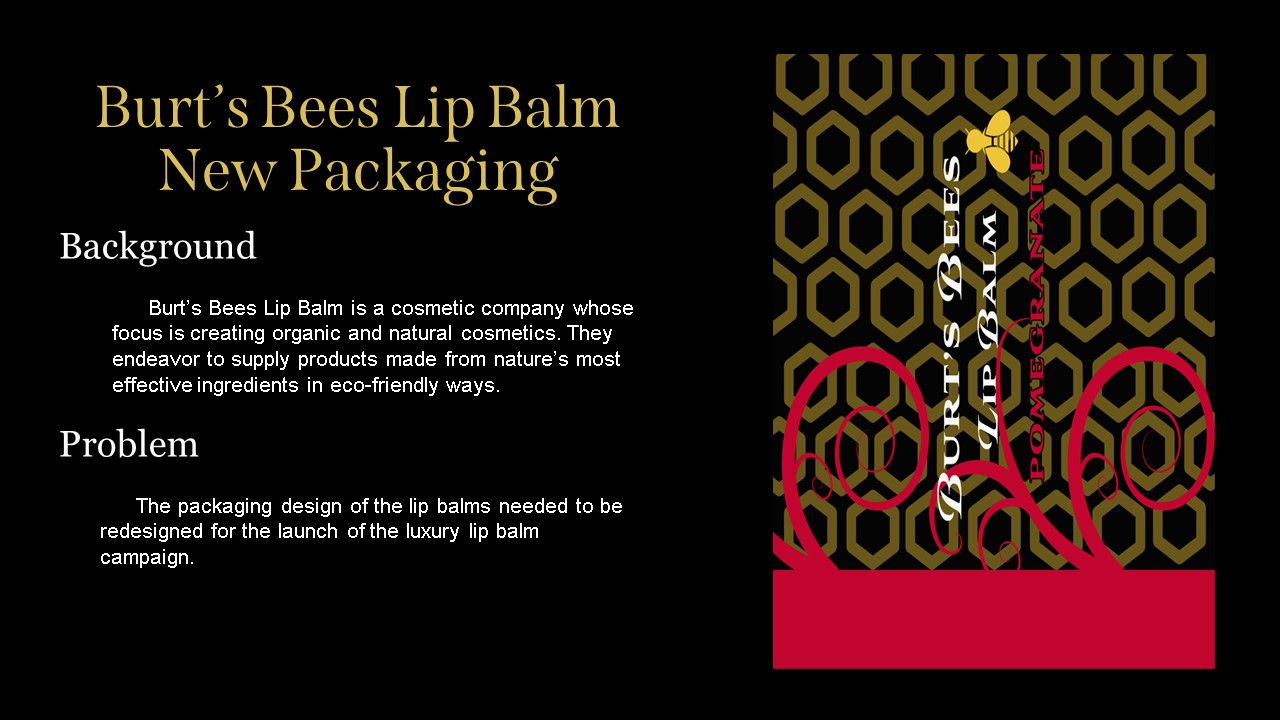 Burt’s Bees Lip Balm
New Packaging
Background
Burt’s Bees Lip Balm is a cosmetic company whose
focus is creating organic and natural cosmetics. They
endeavor to supply products made from nature’s most
effective ingredients in eco-friendly ways.
Problem
The packaging design of the lip balms needed to be
redesigned for the launch of the luxury lip balm
campaign.
Burt’s Bees
Lip Balm
Pomegranate